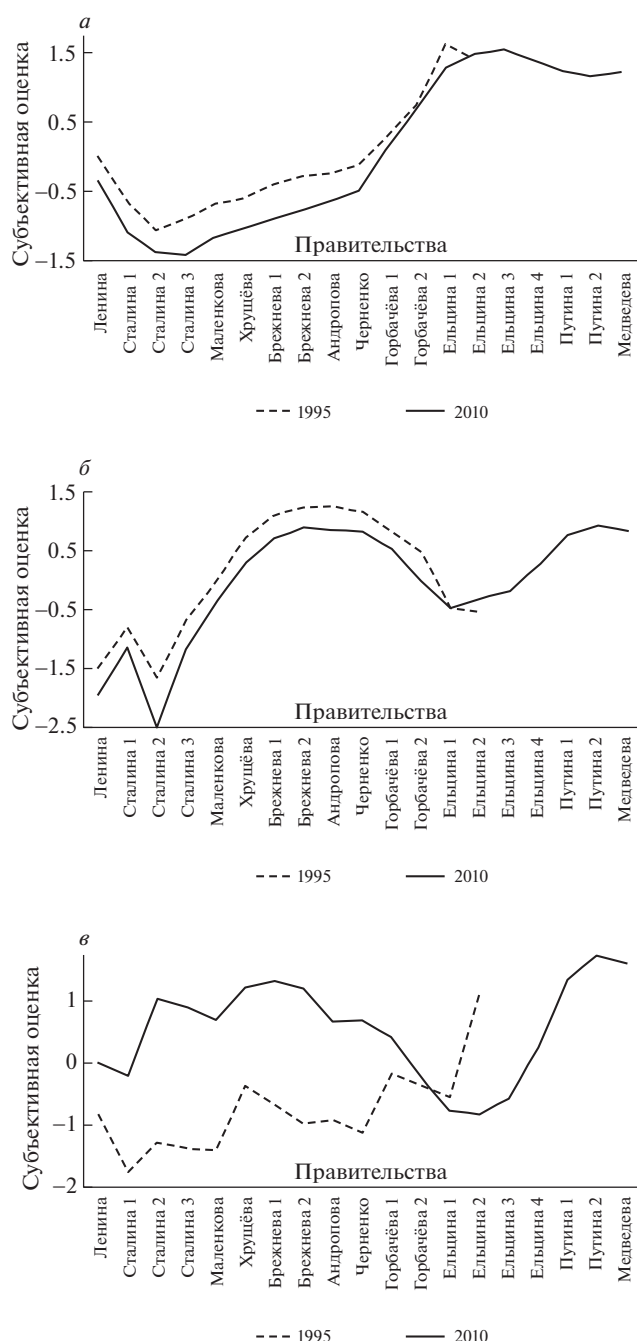 а
1.5
0.5
–0.5
–1.5
Субъективная оценка
Правительства
Ленина
Сталина 1
Сталина 2
Сталина 3
Маленкова
Хрущёва
Брежнева 1
Брежнева 2
Андропова
Черненко
Горбачёва 1
Горбачёва 2
Ельцина 1
Ельцина 2
Ельцина 3
Ельцина 4
Путина 1
Путина 2
Медведева
1995 2010
б
1.5
0.5
–0.5
–1.5
–2.5
Субъективная оценка
Правительства
Ленина
Сталина 1
Сталина 2
Сталина 3
Маленкова
Хрущёва
Брежнева 1
Брежнева 2
Андропова
Черненко
Горбачёва 1
Горбачёва 2
Ельцина 1
Ельцина 2
Ельцина 3
Ельцина 4
Путина 1
Путина 2
Медведева
1995 2010
в
1
0
–1
–2
Субъективная оценка
Правительства
Ленина
Сталина 1
Сталина 2
Сталина 3
Маленкова
Хрущёва
Брежнева 1
Брежнева 2
Андропова
Черненко
Горбачёва 1
Горбачёва 2
Ельцина 1
Ельцина 2
Ельцина 3
Ельцина 4
Путина 1
Путина 2
Медведева
1995 2010